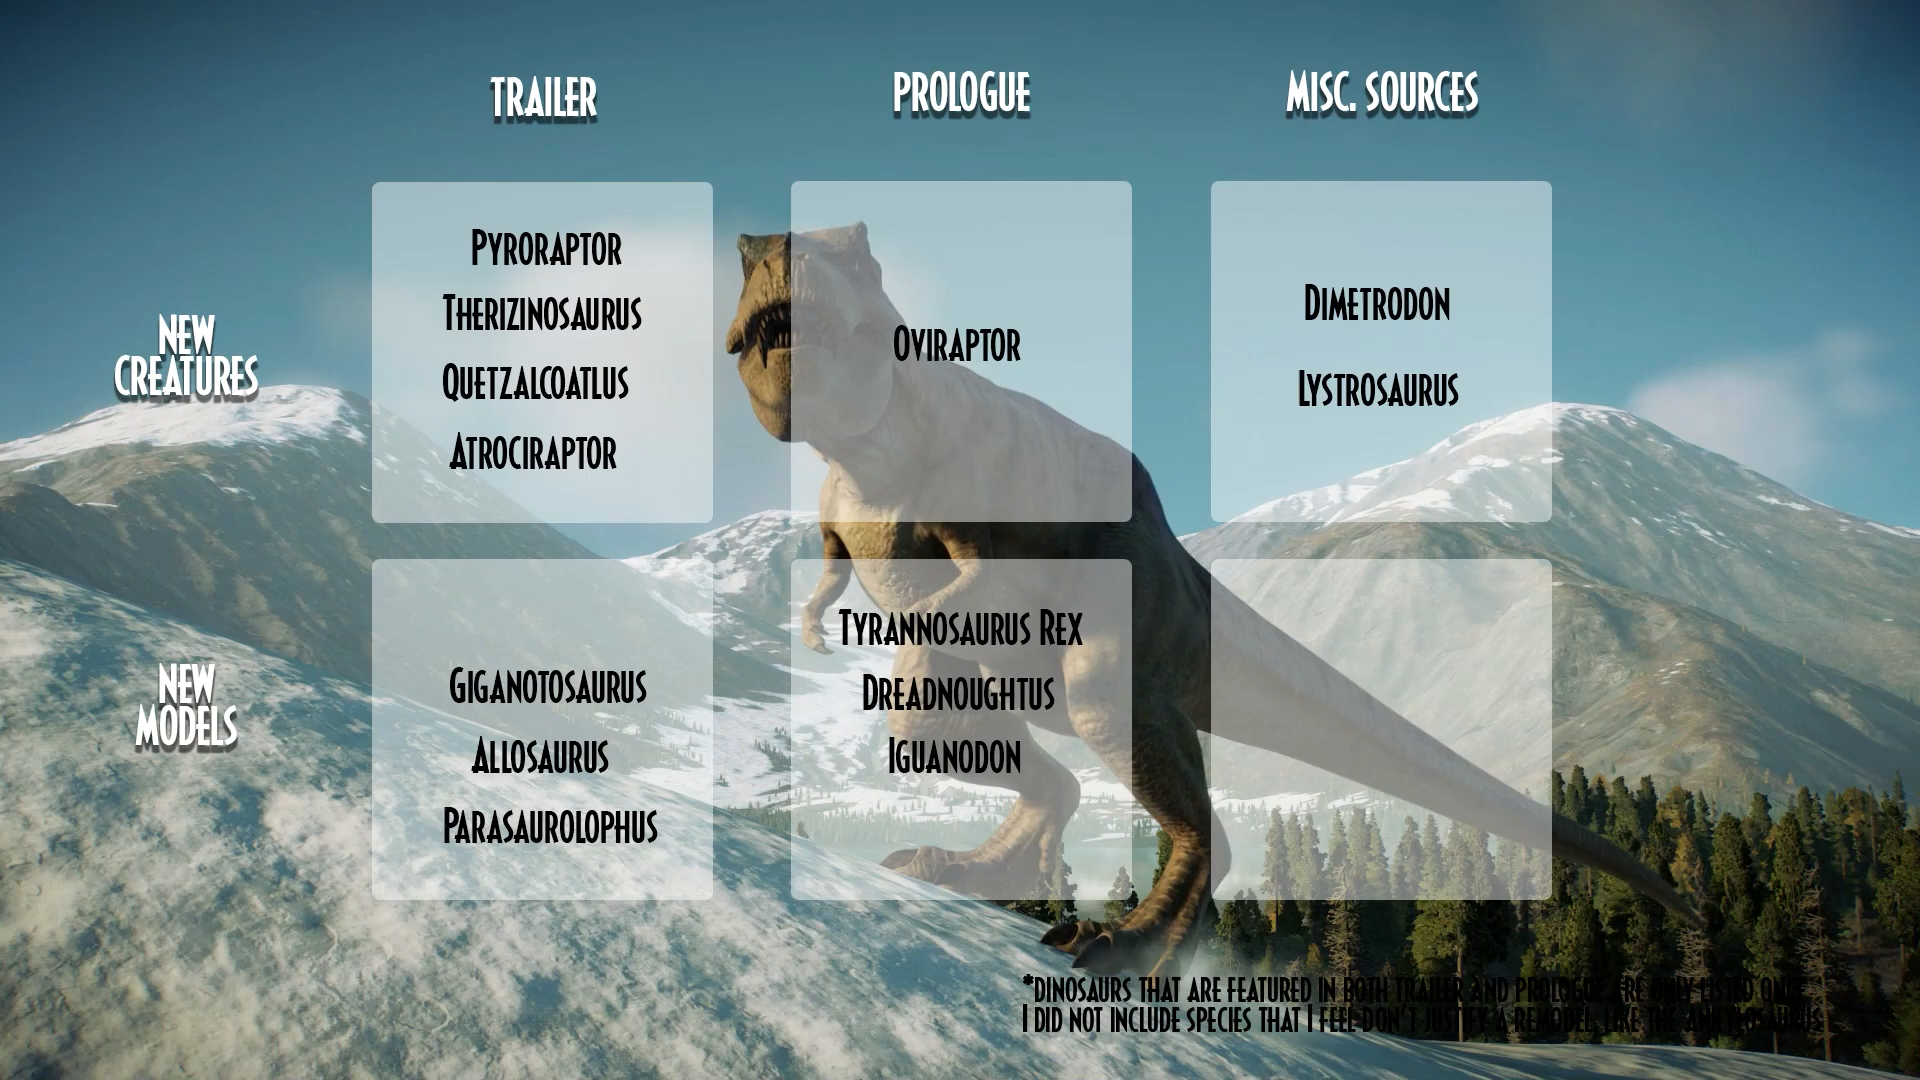 TRAILER
PROLOGUE
MISC. SOURCES
NEW
CREATURES
PYRORAPTOR
THERIZINOSAURUS
QUETZALCOATLUS
ATROCIRAPTOR
OVIRAPTOR
DIMETRODON
LYSTROSAURUS
NEW
MODELS
GIGANOTOSAURUS
ALLOSAURUS
PARASAUROLOPHUS
TYRANNOSAURUS REX
DREADNOUGHTUS
IGUANODON
*DINOSAURS THAT ARE FEATURED IN BOTH TRAILER AND PROLOGUE ARE ONLY LISTED
I DID NOT INCLUDE SPECIES THAT I FEEL DON'T JUSTIFY A REMODEL, LIKE THE ANKYLOSAURUS